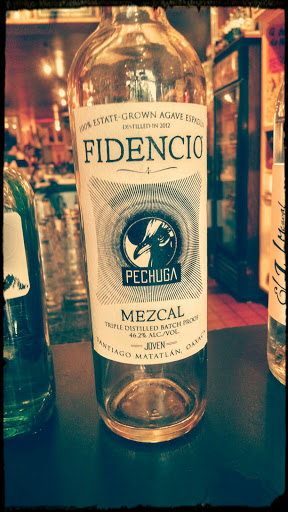 100% ESTATE-GROWN AGAVE ESPADÍN
DISTILLED IN 2012
FIDENCIO
PECHUGA
MEZCAL
TRIPLE DISTILLED BATCH PROOF
46.2% ALC/VOL.
JOVEN
SANTIAGO MATATLÁN, OAXACA